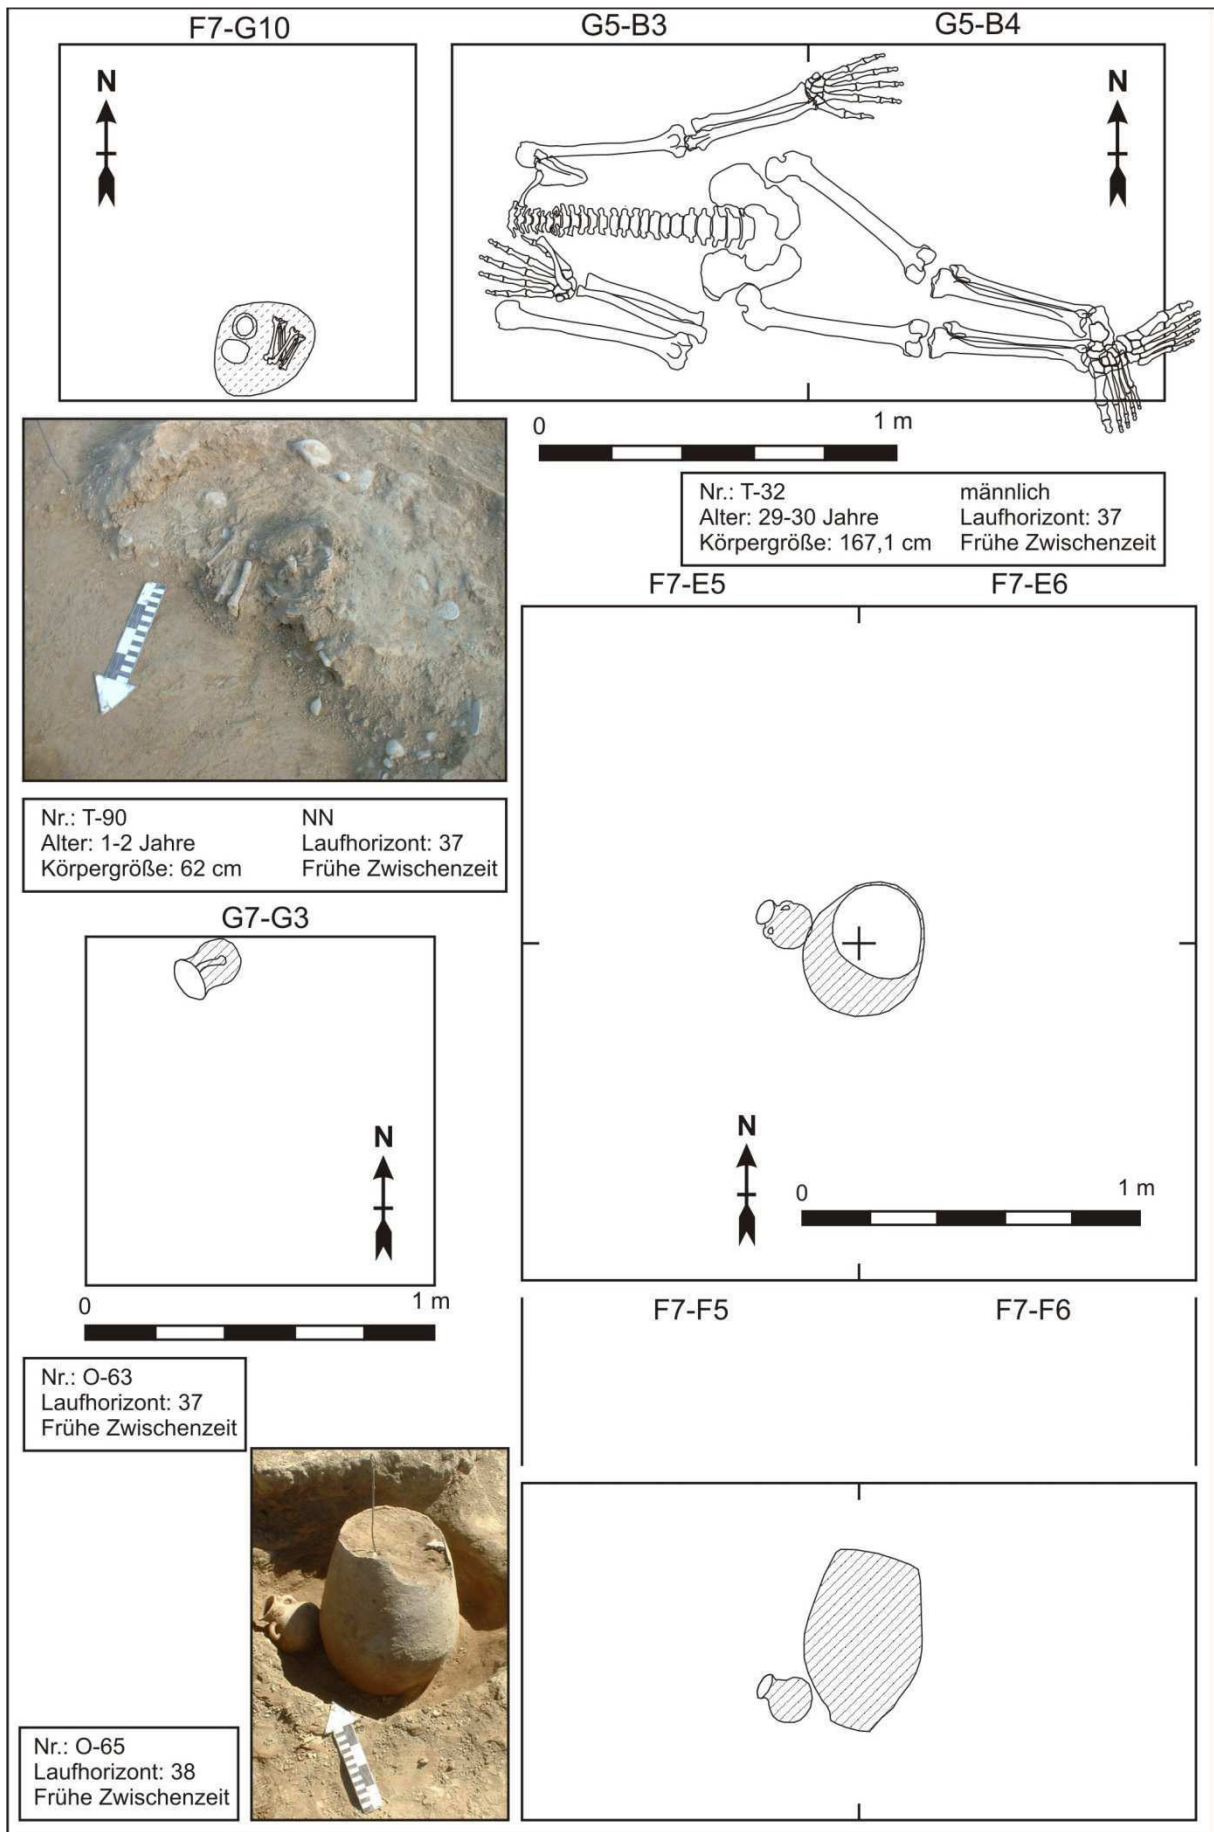 F7-G10
N
G5-B3 G5-B4
N
0 1 m
Nr.: T-32 männlich
Alter: 29-30 Jahre Laufhorizont: 37
Körpergröße: 167,1 cm Frühe Zwischenzeit
Nr.: T-90 NN
Alter: 1-2 Jahre Laufhorizont: 37
Körpergröße: 62 cm Frühe Zwischenzeit
F7-E5 F7-E6
N
0 1 m
G7-G3
N
0 1 m
Nr.: O-63
Laufhorizont: 37
Frühe Zwischenzeit
F7-F5 F7-F6
Nr.: O-65
Laufhorizont: 38
Frühe Zwischenzeit